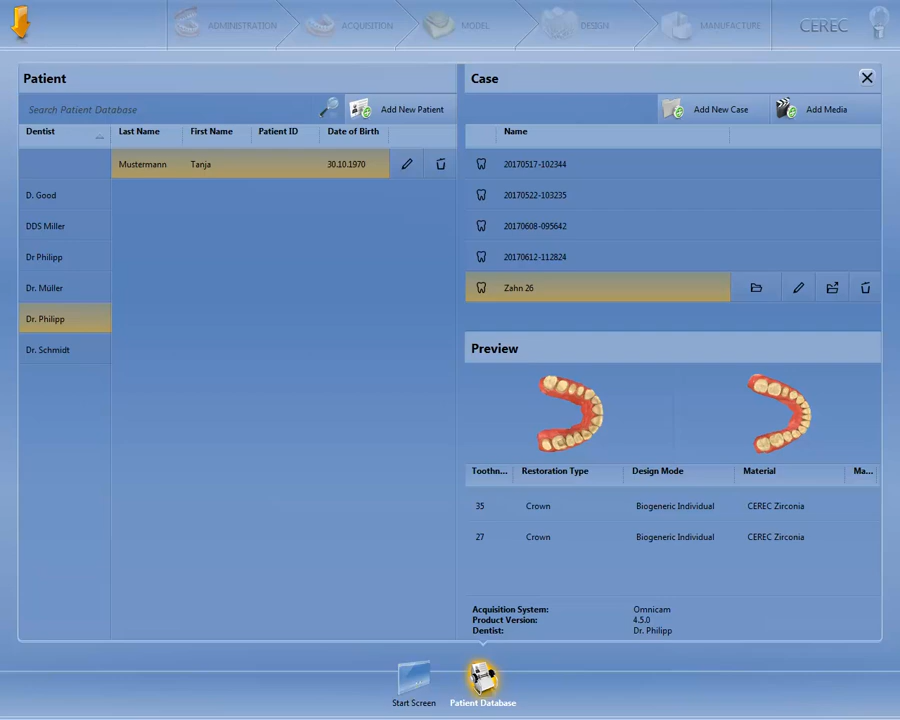 ADMINISTRATION ACQUISITION MODEL DESIGN MANUFACTURE CEREC
Patient
Search Patient Database
Add New Patient
Dentist Last Name First Name Patient ID Date of Birth
Mustermann Tanja 30.10.1970
D. Good
DDS Miller
Dr Philipp
Dr. Müller
Dr. Philipp
Dr. Schmidt
Case
Add New Case Add Media
Name
20170517-102344
20170522-103235
20170608-095642
20170612-112824
Zahn 26
Preview
Toothn... Restoration Type Design Mode Material Ma...
35 Crown Biogeneric Individual CEREC Zirconia
27 Crown Biogeneric Individual CEREC Zirconia
Acquisition System: Omnicam
Product Version: 4.5.0
Dentist: Dr. Philipp
Start Screen Patient Database